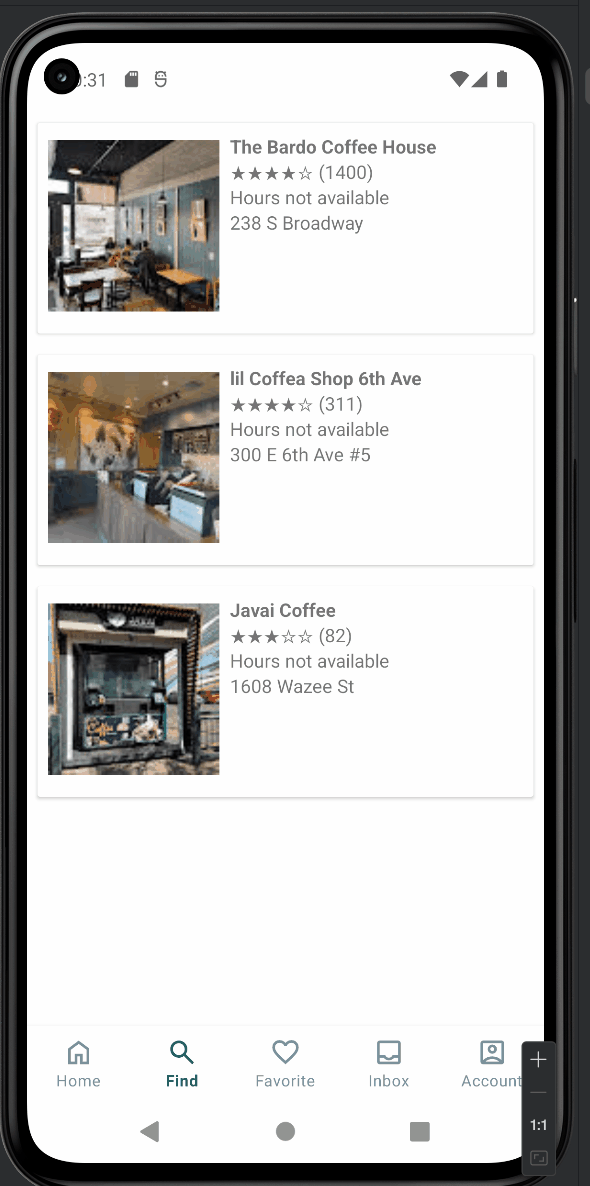 :31
The Bardo Coffee House
★★★★☆ (1400)
Hours not available
238 S Broadway
lil Coffea Shop 6th Ave
★★★★☆ (311)
Hours not available
300 E 6th Ave #5
Javai Coffee
★★★☆☆ (82)
Hours not available
1608 Wazee St
Home
Find
Favorite
Inbox
Account
1:1